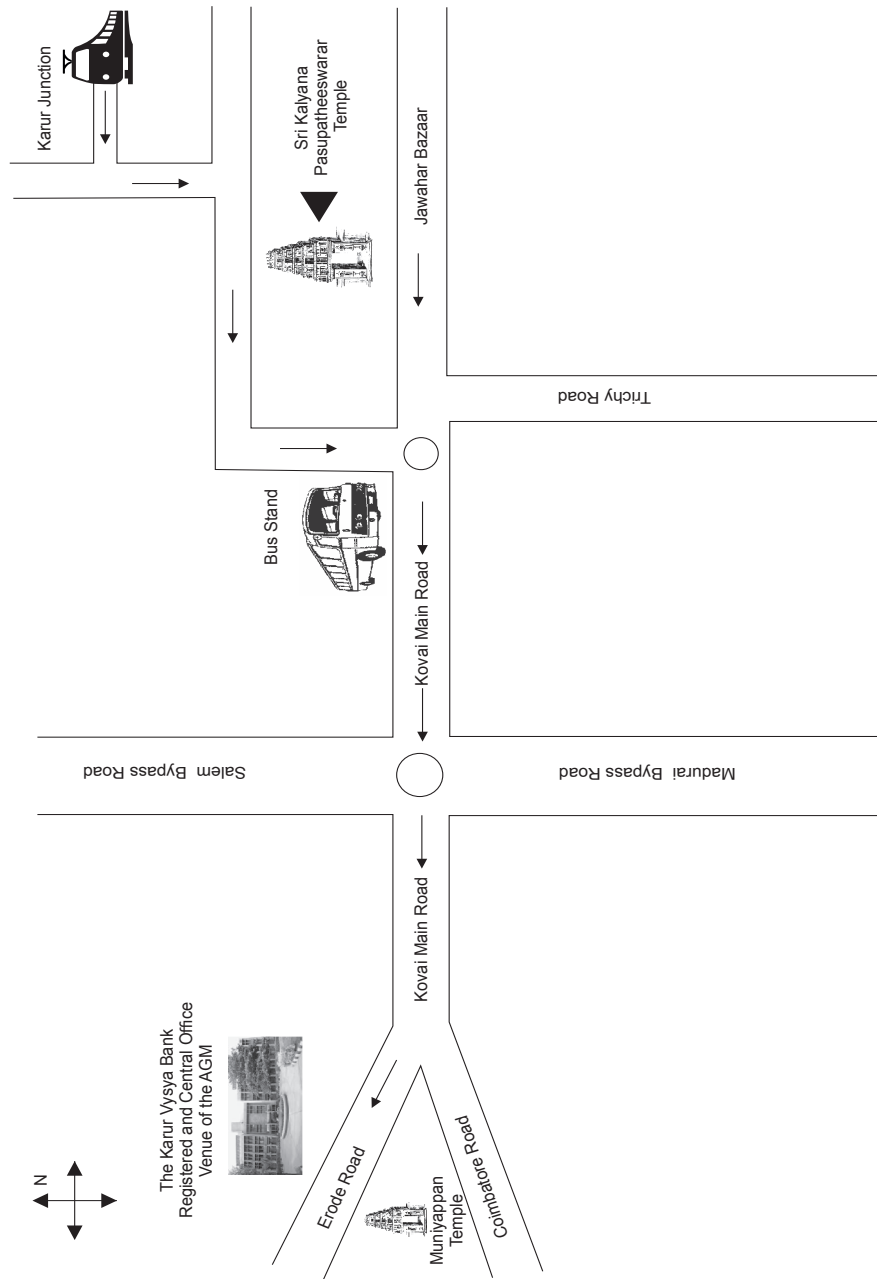 N
The Karur Vysya Bank
Registered and Central Office
Venue of the AGM
Erode Road
Muniyappan
Temple
Coimbatore Road
Kovai Main Road
Salem Bypass Road
Madurai Bypass Road
Kovai Main Road
Bus Stand
Trichy Road
Jawahar Bazaar
Sri Kalyana
Pasupatheeswarar
Temple
Karur Junction